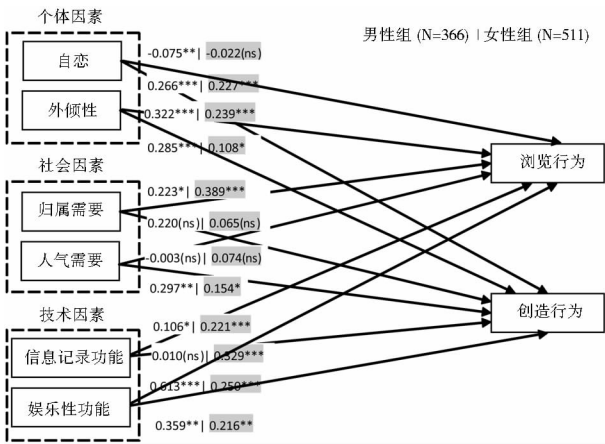 个体因素
男性组 (N=366) | 女性组 (N=511)
自恋
-0.075**| -0.022(ns)
0.266***| 0.227***
外倾性
0.322***| 0.239***
0.285***| 0.108*
浏览行为
社会因素
0.223*| 0.389***
归属需要
0.220(ns)| 0.065(ns)
人气需要
-0.003(ns)| 0.074(ns)
0.297**| 0.154*
创造行为
技术因素
0.106*| 0.221***
信息记录功能
0.010(ns)| 0.329***
0.613***| 0.250***
娱乐性功能
0.359**| 0.216**